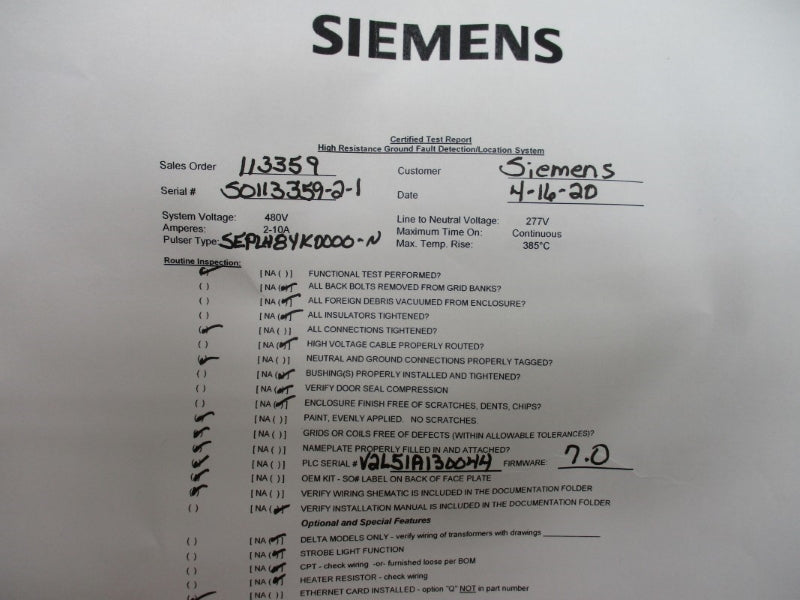 SIEMENS
Certified Test Report
High Resistance Ground Fault Detection/Location System
Sales Order 113359 Customer Siemens
Serial # SO113359-2-1 Date 4-16-20
System Voltage: 480V Line to Neutral Voltage: 277V
Amperes: 2-10A Maximum Time On: Continuous
Pulser Type: SEPLH84K0000-N Max. Temp. Rise: 385°C
Routine Inspection:
[ NA ( ) ] FUNCTIONAL TEST PERFORMED?
( ) [ NA (✓) ] ALL BACK BOLTS REMOVED FROM GRID BANKS?
( ) [ NA (✓) ] ALL FOREIGN DEBRIS VACUUMED FROM ENCLOSURE?
( ) [ NA (✓) ] ALL INSULATORS TIGHTENED?
(✓) [ NA ( ) ] ALL CONNECTIONS TIGHTENED?
( ) [ NA (✓) ] HIGH VOLTAGE CABLE PROPERLY ROUTED?
(✓) [ NA ( ) ] NEUTRAL AND GROUND CONNECTIONS PROPERLY TAGGED?
( ) [ NA (✓) ] BUSHING(S) PROPERLY INSTALLED AND TIGHTENED?
( ) [ NA (✓) ] VERIFY DOOR SEAL COMPRESSION
( ) [ NA (✓) ] ENCLOSURE FINISH FREE OF SCRATCHES, DENTS, CHIPS?
(✓) [ NA ( ) ] PAINT, EVENLY APPLIED. NO SCRATCHES
(✓) [ NA ( ) ] GRIDS OR COILS FREE OF DEFECTS (WITHIN ALLOWABLE TOLERANCES)?
(✓) [ NA ( ) ] NAMEPLATE PROPERLY FILLED IN AND ATTACHED?
(✓) [ NA ( ) ] PLC SERIAL # V2L51A130044 FIRMWARE: 7.0
(✓) [ NA ( ) ] OEM KIT - SO# LABEL ON BACK OF FACE PLATE
(✓) [ NA ( ) ] VERIFY WIRING SHEMATIC IS INCLUDED IN THE DOCUMENTATION FOLDER
( ) [ NA (✓) ] VERIFY INSTALLATION MANUAL IS INCLUDED IN THE DOCUMENTATION FOLDER
Optional and Special Features
( ) [ NA (✓) ] DELTA MODELS ONLY - verify wiring of transformers with drawings
( ) [ NA (✓) ] STROBE LIGHT FUNCTION
( ) [ NA (✓) ] CPT - check wiring -or- furnished loose per BOM
( ) [ NA (✓) ] HEATER RESISTOR - check wiring
(✓) [ NA ( ) ] ETHERNET CARD INSTALLED - option "Q" NOT in part number